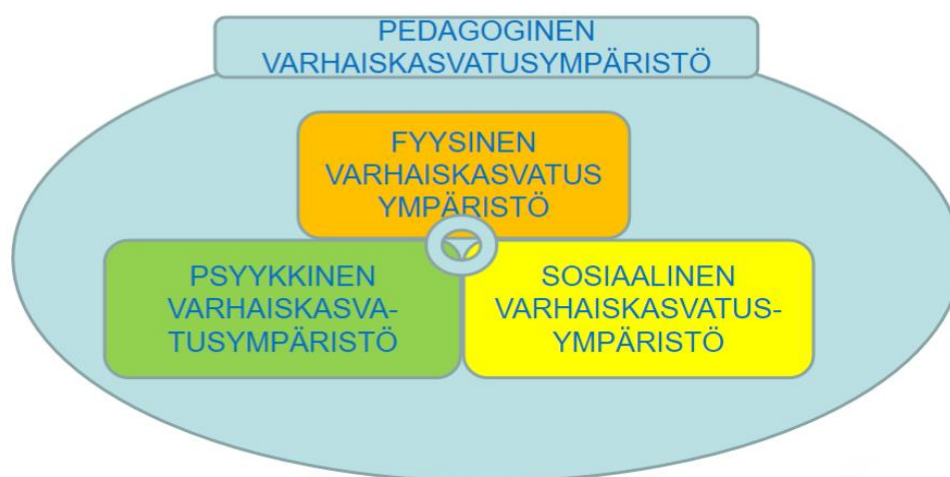 PEDAGOGINEN
VARHAISKASVATUSYMPÄRISTÖ
FYYSINEN
VARHAISKASVATUS
YMPÄRISTÖ
PSYYKKINEN
VARHAISKASVA-
TUSYMPÄRISTÖ
SOSIAALINEN
VARHAISKASVATUS-
YMPÄRISTÖ